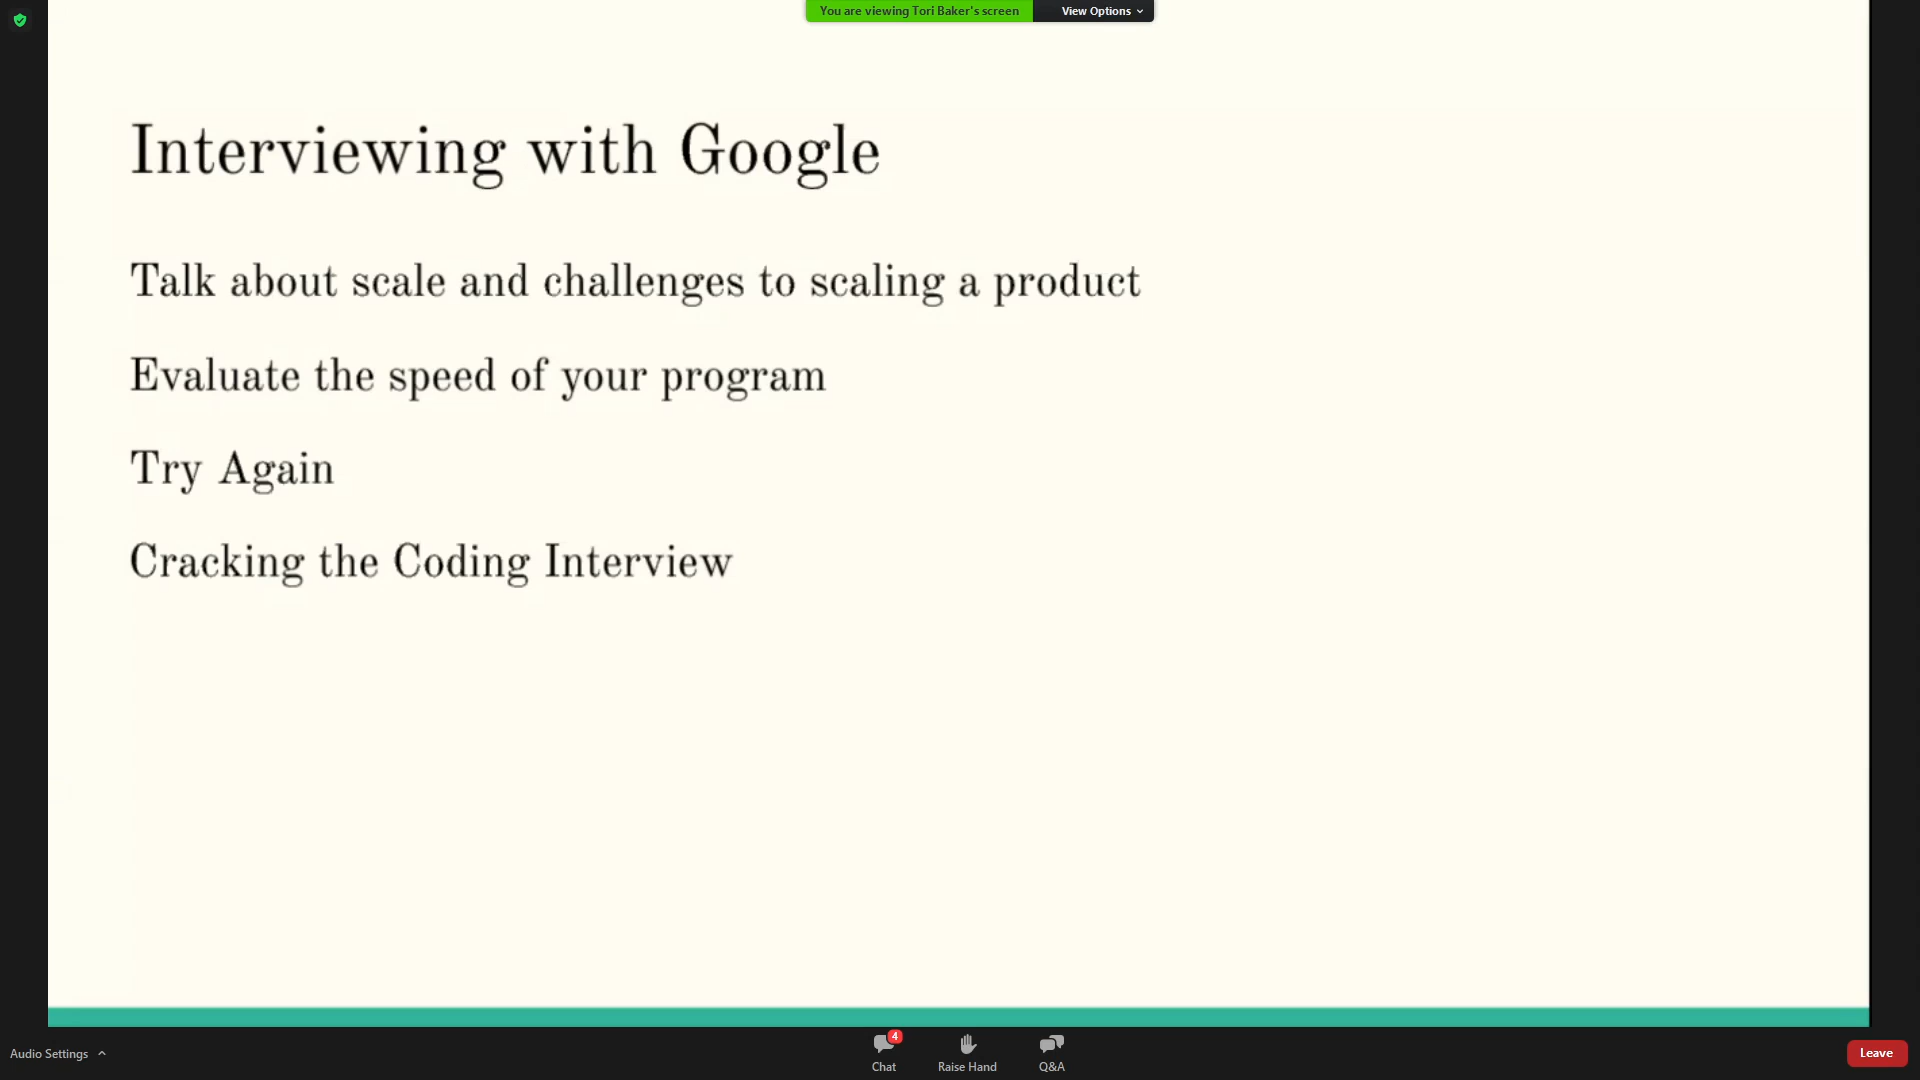 You are viewing Tori Baker's screen
View Options
Interviewing with Google
Talk about scale and challenges to scaling a product
Evaluate the speed of your program
Try Again
Cracking the Coding Interview
Audio Settings
4
Chat
Raise Hand
Q&A
Leave